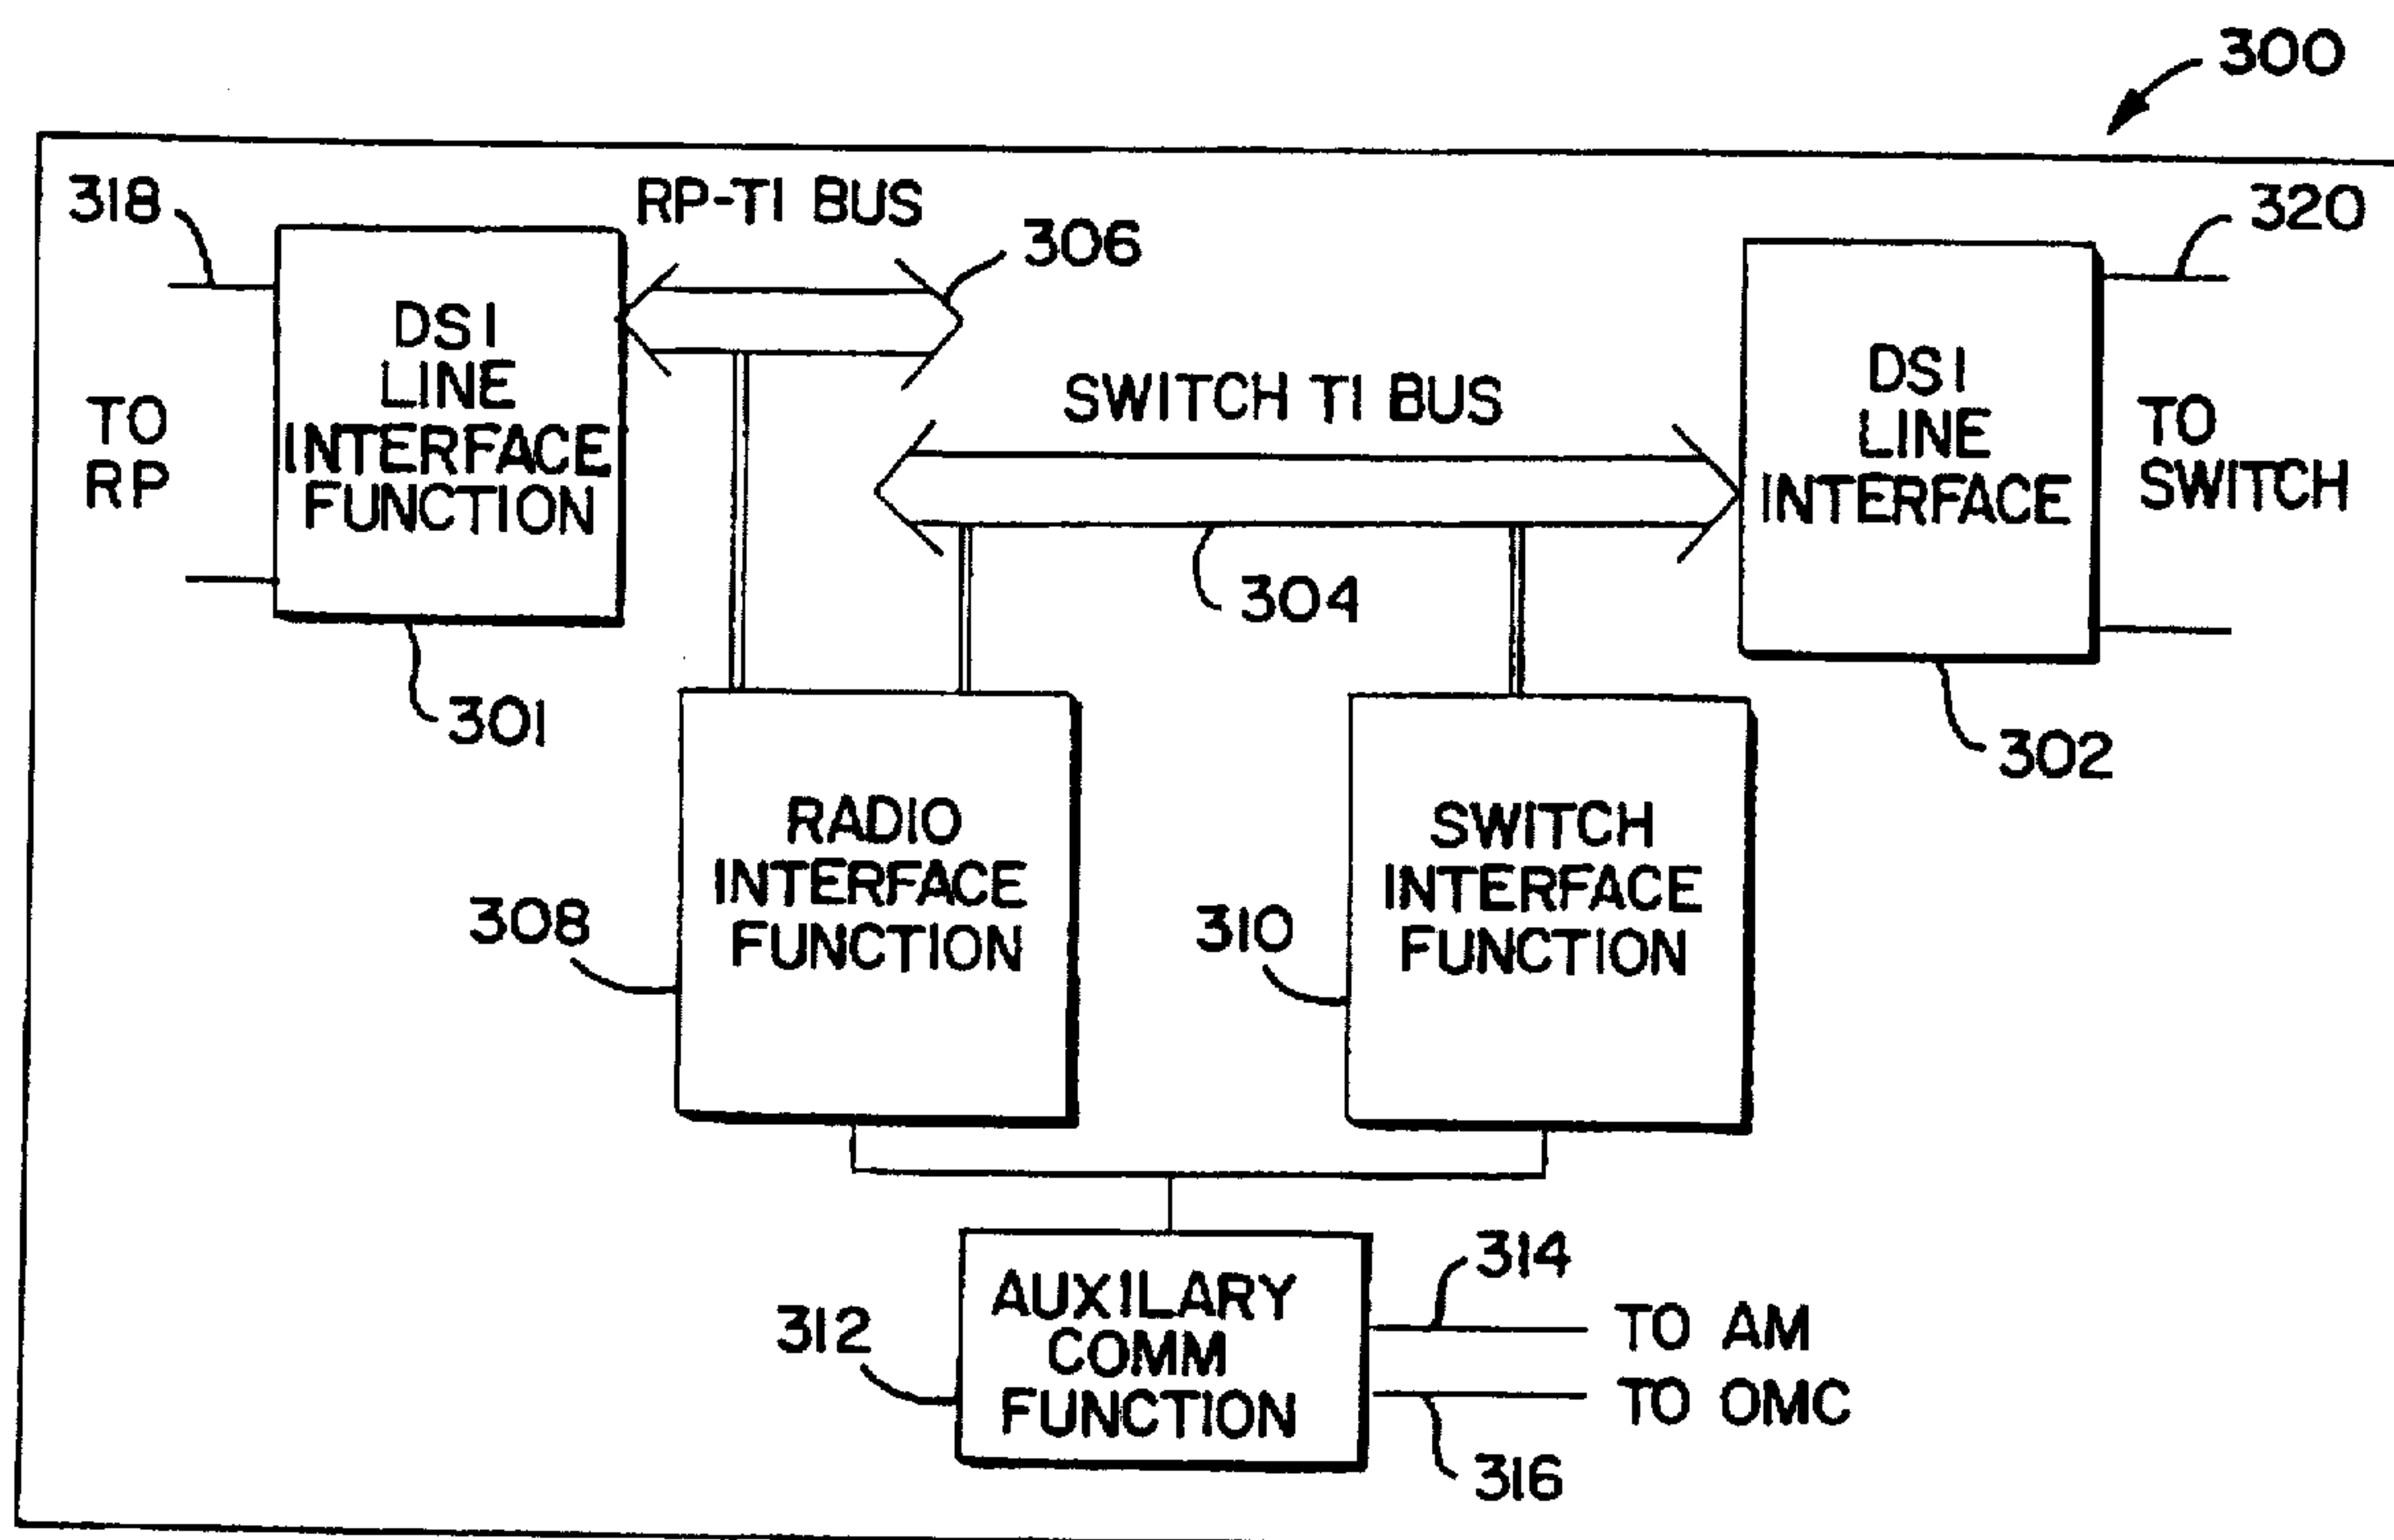 300
318
RP-T1 BUS
306
320
DS1
LINE
INTERFACE
FUNCTION
TO
RP
301
SWITCH T1 BUS
304
DS1
LINE
INTERFACE
TO
SWITCH
302
RADIO
INTERFACE
FUNCTION
308
SWITCH
INTERFACE
FUNCTION
310
AUXILARY
COMM
FUNCTION
312
314
TO AM
TO OMC
316